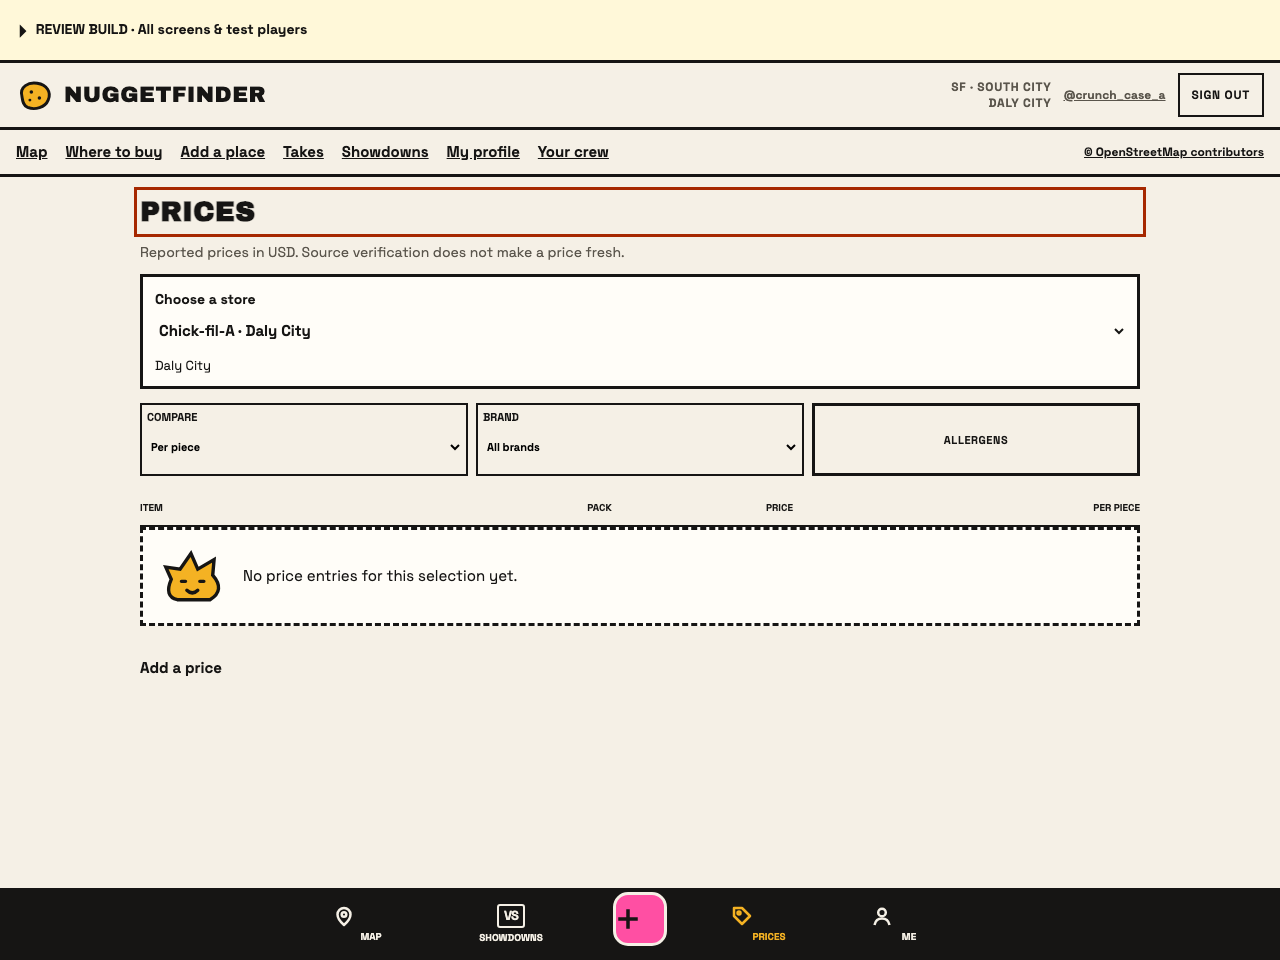 REVIEW BUILD · All screens & test players
NUGGETFINDER
SF · SOUTH CITY
DALY CITY
@crunch_case_a
SIGN OUT
Map Where to buy Add a place Takes Showdowns My profile Your crew
© OpenStreetMap contributors
PRICES
Reported prices in USD. Source verification does not make a price fresh.
Choose a store
Chick-fil-A · Daly City
Daly City
COMPARE
Per piece
BRAND
All brands
ALLERGENS
ITEM PACK PRICE PER PIECE
No price entries for this selection yet.
Add a price
MAP
VS
SHOWDOWNS
+
PRICES
ME